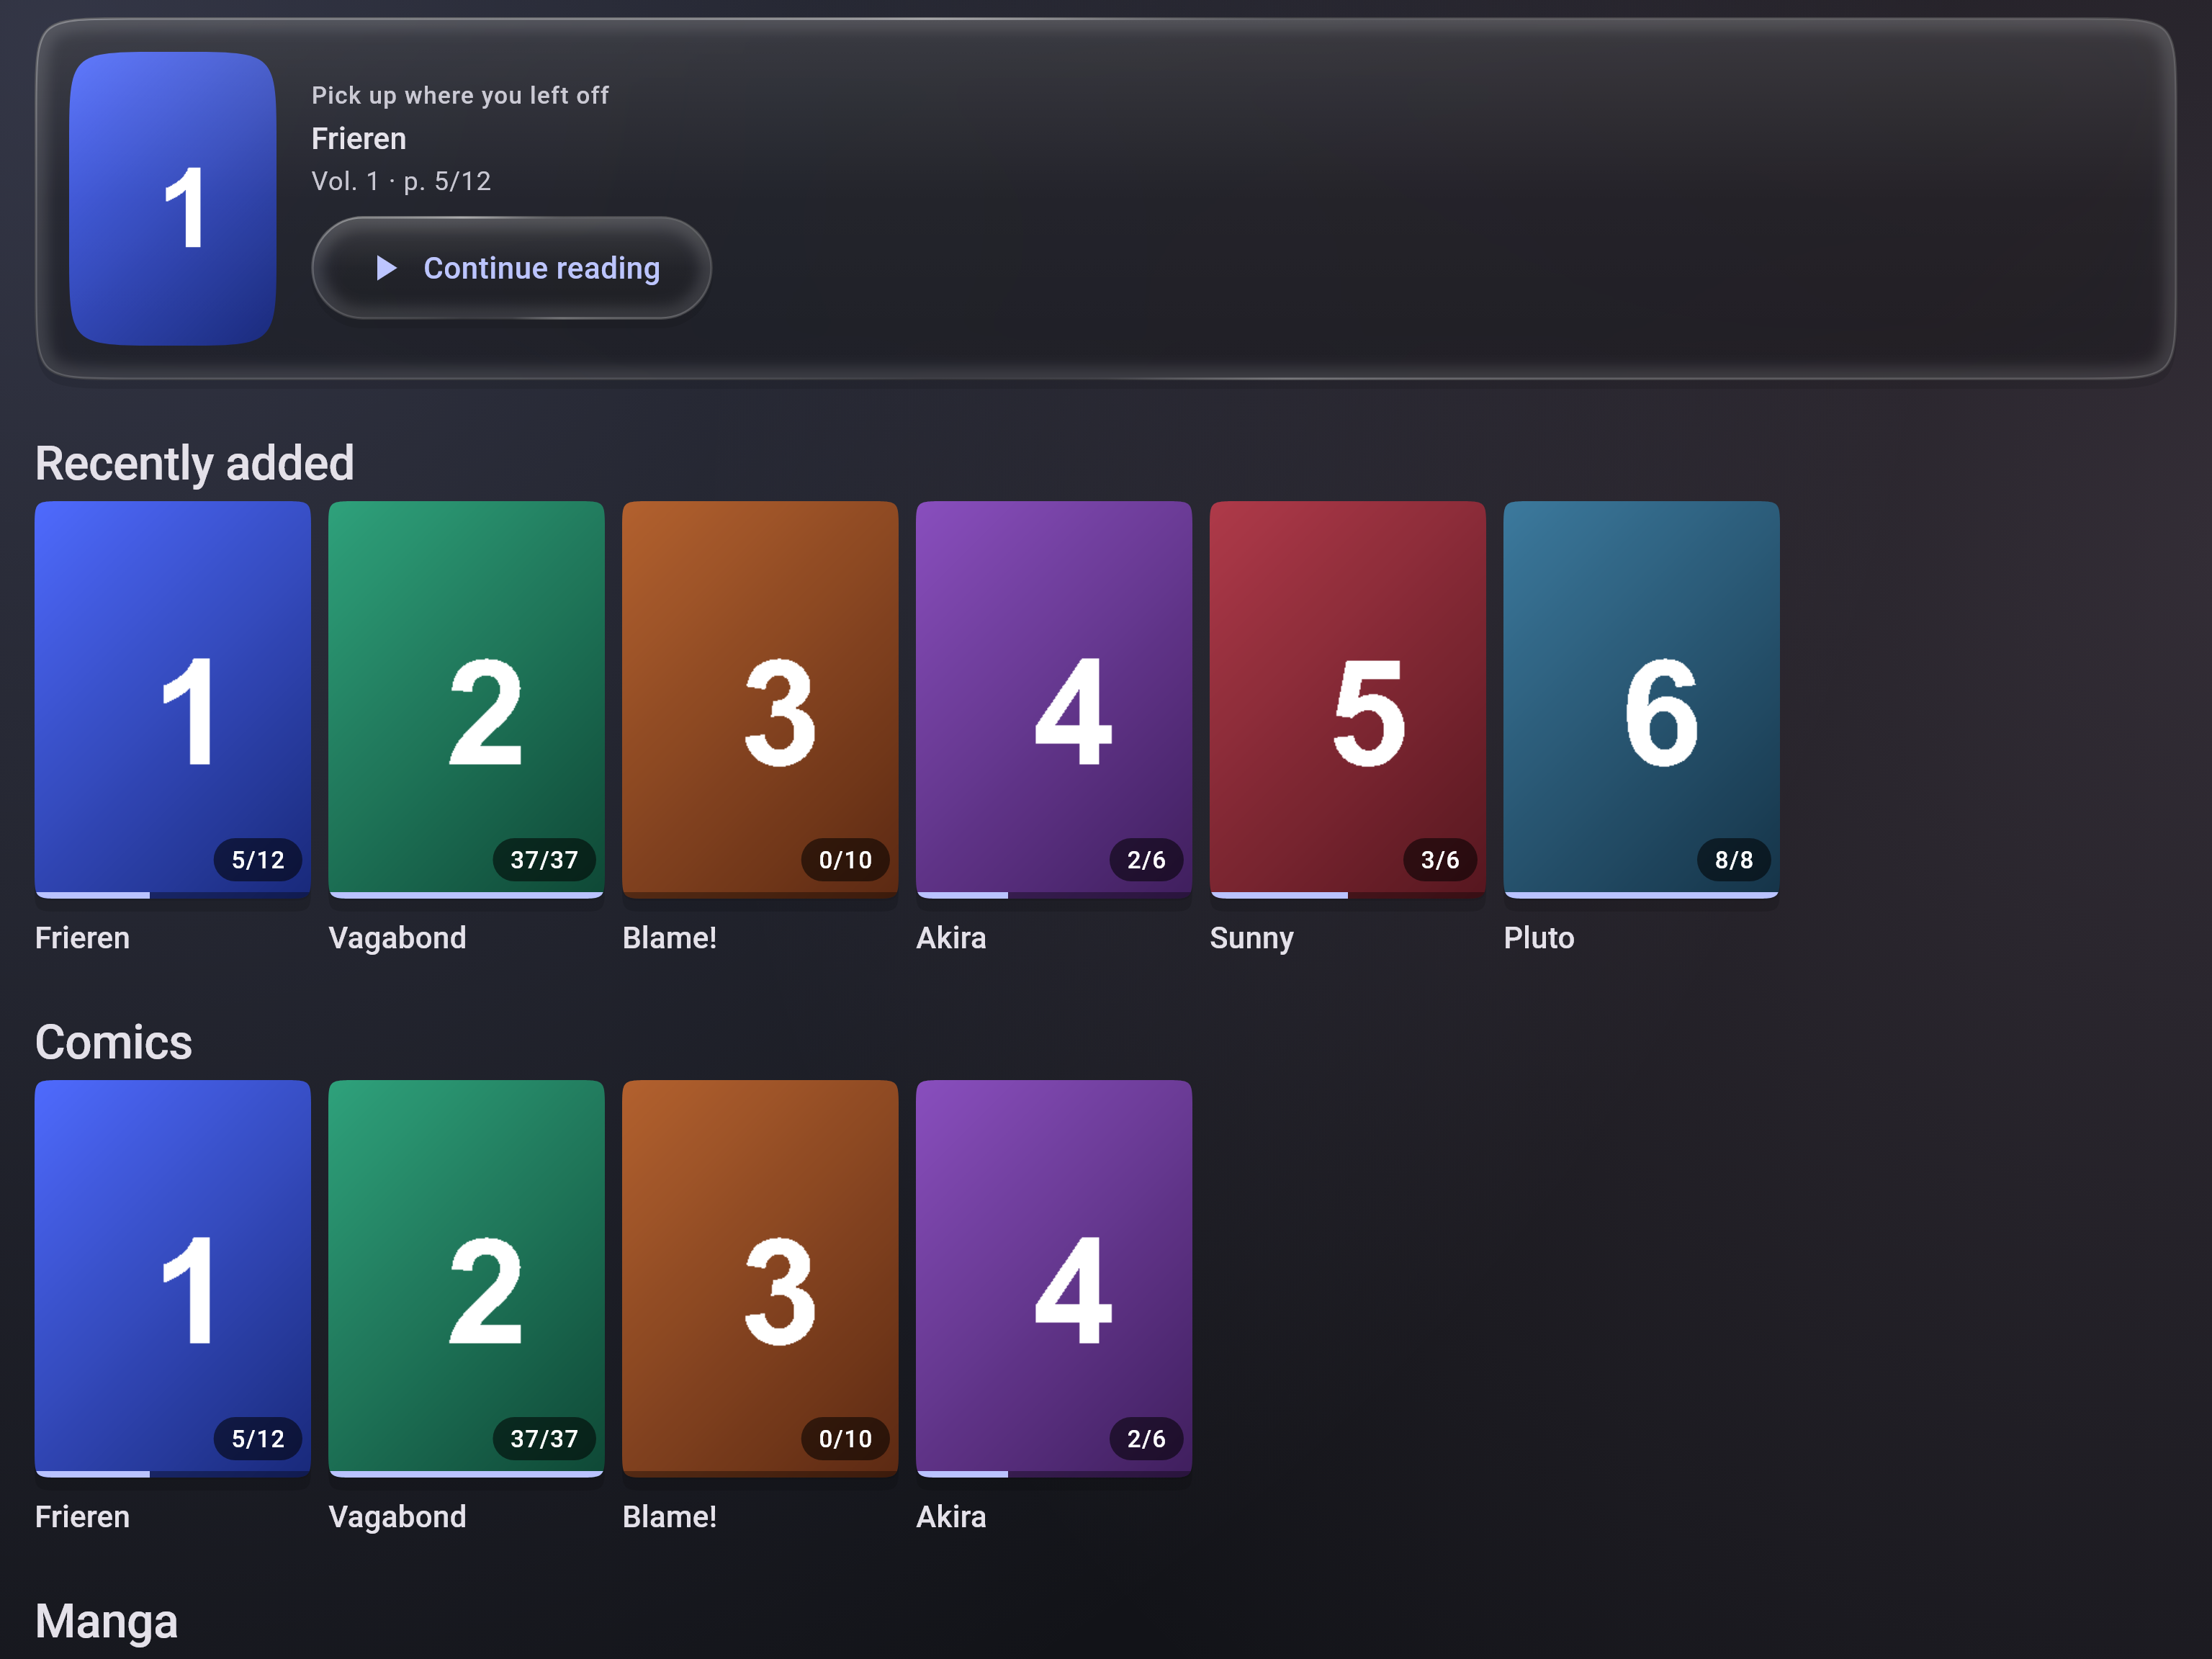 1
Pick up where you left off
Frieren
Vol. 1 · p. 5/12
Continue reading
Recently added
1 2 3 4 5 6
5/12 37/37 0/10 2/6 3/6 8/8
Frieren Vagabond Blame! Akira Sunny Pluto
Comics
1 2 3 4
5/12 37/37 0/10 2/6
Frieren Vagabond Blame! Akira
Manga